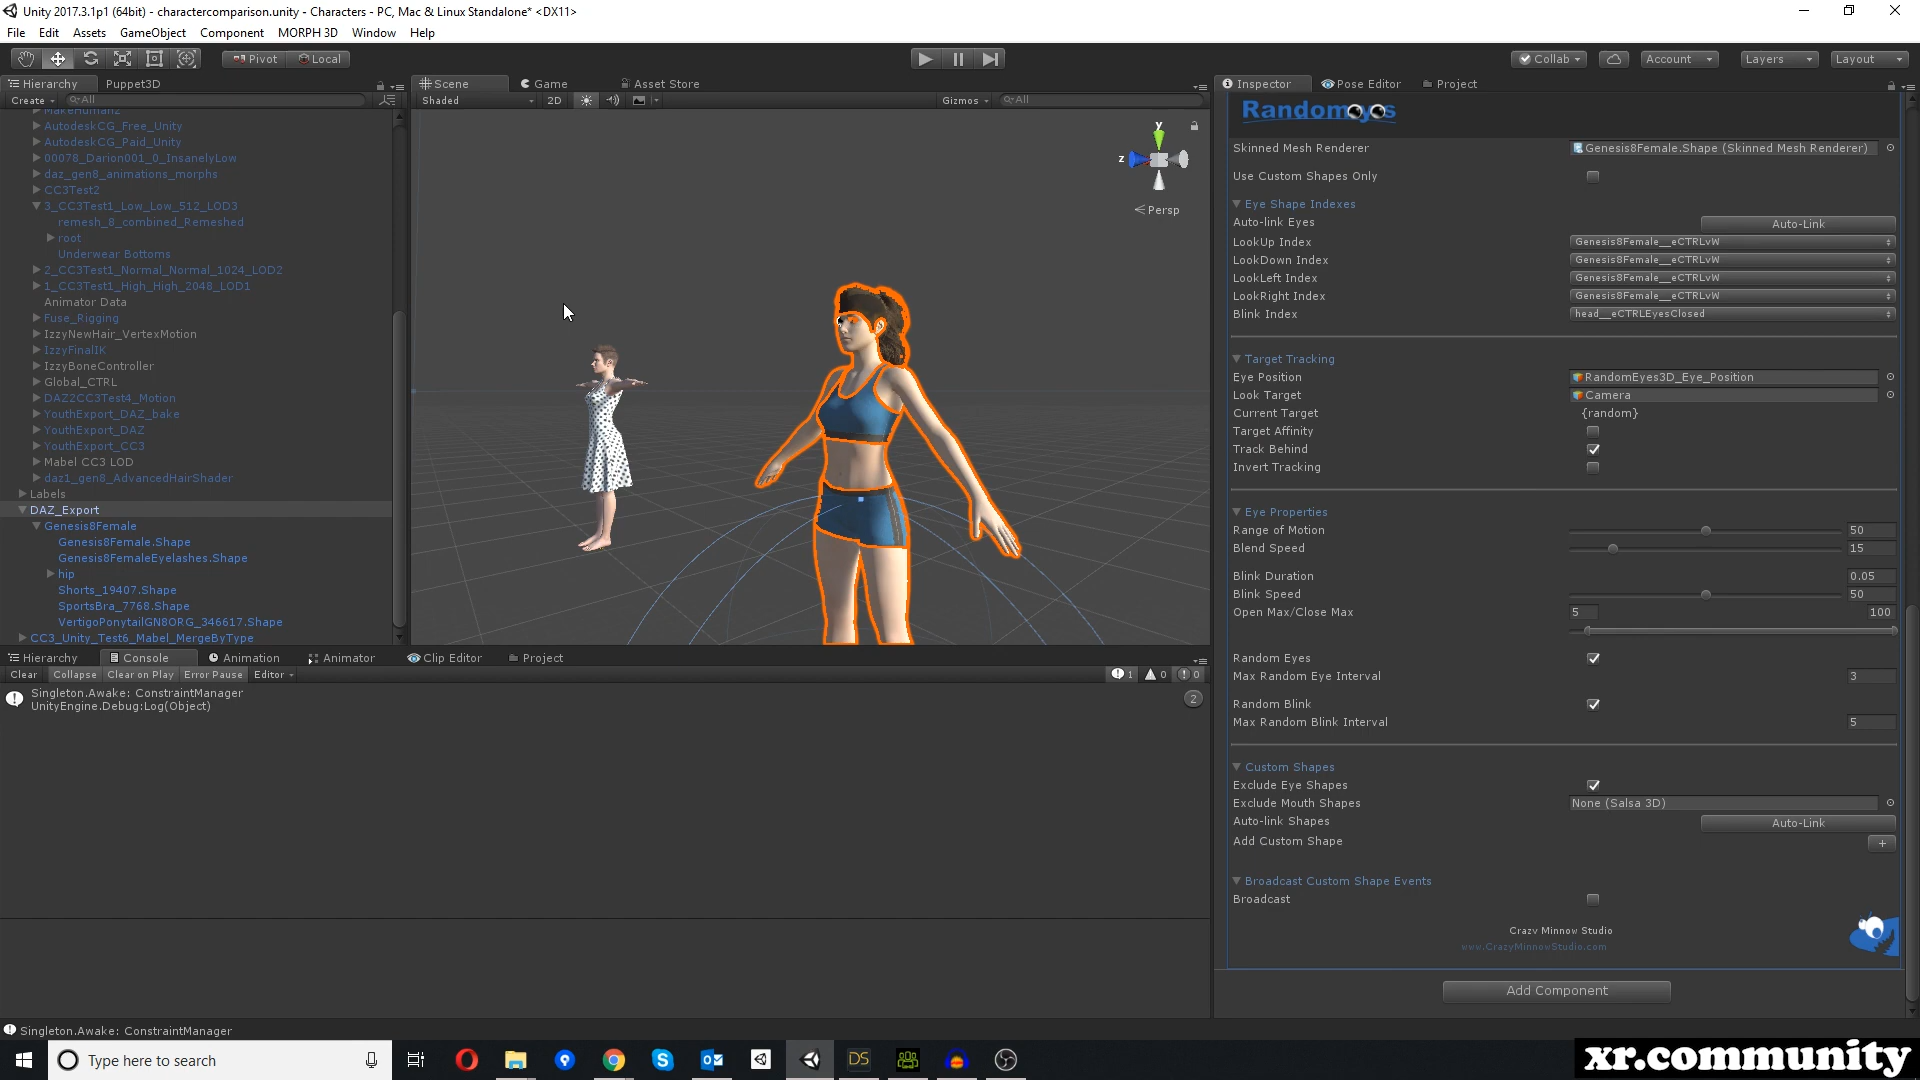 Unity 2017.3.1p1 (64bit) - charactercomparison.unity - Characters - PC, Mac & Linux Standalone* <DX11>
File Edit Assets GameObject Component MORPH 3D Window Help
Pivot Local Collab Account Layers Layout
Hierarchy Puppet3D
Create All
MakeHuman2
AutodeskCG_Free_Unity
AutodeskCG_Paid_Unity
00078_Darion001_0_InsanelyLow
daz_gen8_animations_morphs
CC3Test2
3_CC3Test1_Low_Low_512_LOD3
remesh_8_combined_Remeshed
root
Underwear Bottoms
2_CC3Test1_Normal_Normal_1024_LOD2
1_CC3Test1_High_High_2048_LOD1
Animator Data
Fuse_Rigging
IzzyNewHair_VertexMotion
IzzyFinalIK
IzzyBoneController
Global_CTRL
DAZ2CC3Test4_Motion
YouthExport_DAZ_bake
YouthExport_DAZ
YouthExport_CC3
Mabel CC3 LOD
daz1_gen8_AdvancedHairShader
Labels
DAZ_Export
Genesis8Female
Genesis8Female.Shape
Genesis8FemaleEyelashes.Shape
hip
Shorts_19407.Shape
SportsBra_7768.Shape
VertigoPonytailGN8ORG_346617.Shape
CC3_Unity_Test6_Mabel_MergeByType
Scene Game Asset Store
Shaded 2D Gizmos All
y
z
Persp
Hierarchy Console Animation Animator Clip Editor Project
Clear Collapse Clear on Play Error Pause Editor 1 0 0
Singleton.Awake: ConstraintManager
UnityEngine.Debug:Log(Object)
2
Singleton.Awake: ConstraintManager
Inspector Pose Editor Project
RandomEyes
Skinned Mesh Renderer Genesis8Female.Shape (Skinned Mesh Renderer)
Use Custom Shapes Only
Eye Shape Indexes
Auto-link Eyes Auto-Link
LookUp Index Genesis8Female__eCTRLvW
LookDown Index Genesis8Female__eCTRLvW
LookLeft Index Genesis8Female__eCTRLvW
LookRight Index Genesis8Female__eCTRLvW
Blink Index head__eCTRLEyesClosed
Target Tracking
Eye Position RandomEyes3D_Eye_Position
Look Target Camera
Current Target {random}
Target Affinity
Track Behind
Invert Tracking
Eye Properties
Range of Motion 50
Blend Speed 15
Blink Duration 0.05
Blink Speed 50
Open Max/Close Max 5 100
Random Eyes
Max Random Eye Interval 3
Random Blink
Max Random Blink Interval 5
Custom Shapes
Exclude Eye Shapes
Exclude Mouth Shapes None (Salsa 3D)
Auto-link Shapes Auto-Link
Add Custom Shape +
Broadcast Custom Shape Events
Broadcast
Crazy Minnow Studio
www.CrazyMinnowStudio.com
Add Component
Type here to search
DS
xr.community